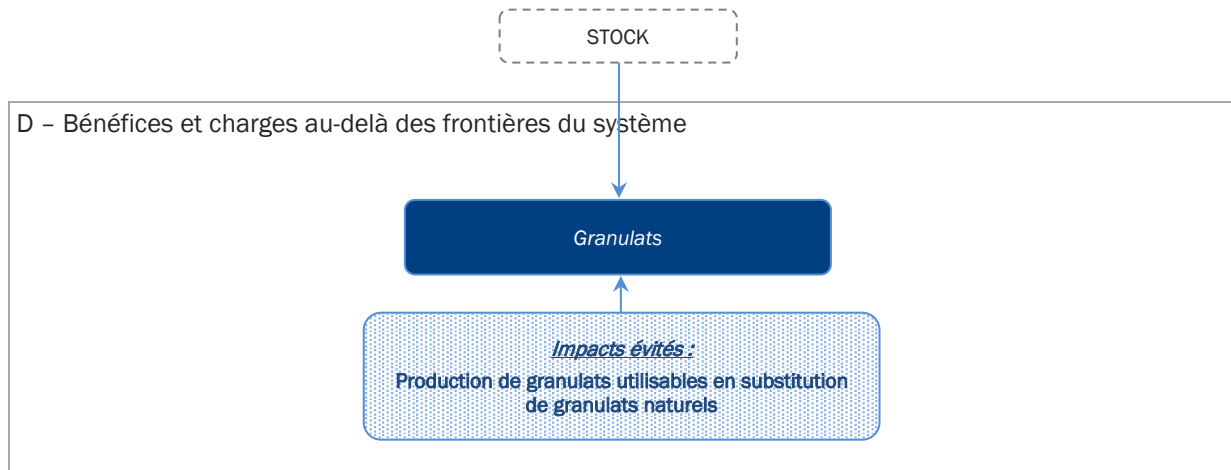 STOCK
D – Bénéfices et charges au-delà des frontières du système
Granulats
Impacts évités :
Production de granulats utilisables en substitution
de granulats naturels